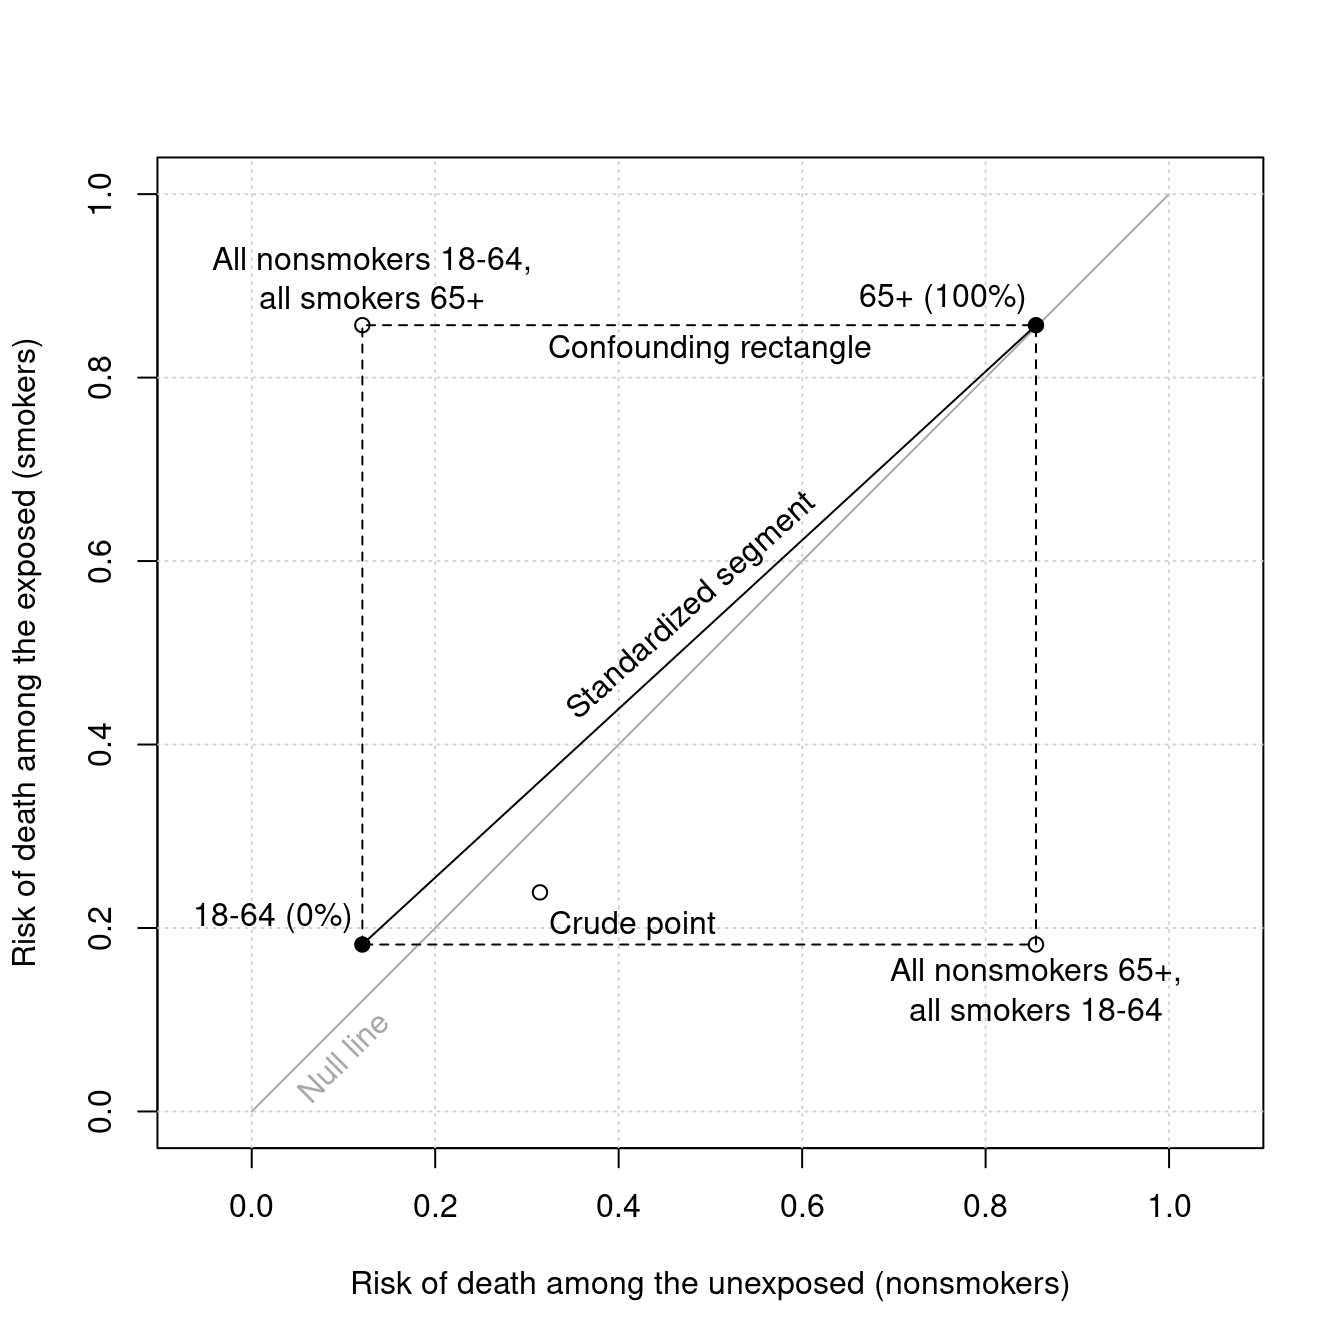 1.0
All nonsmokers 18-64,
all smokers 65+
65+ (100%)
Confounding rectangle
0.8
Risk of death among the exposed (smokers)
Standardized segment
0.6
0.4
18-64 (0%)
Crude point
0.2
All nonsmokers 65+,
all smokers 18-64
Null line
0.0
0.0 0.2 0.4 0.6 0.8 1.0
Risk of death among the unexposed (nonsmokers)